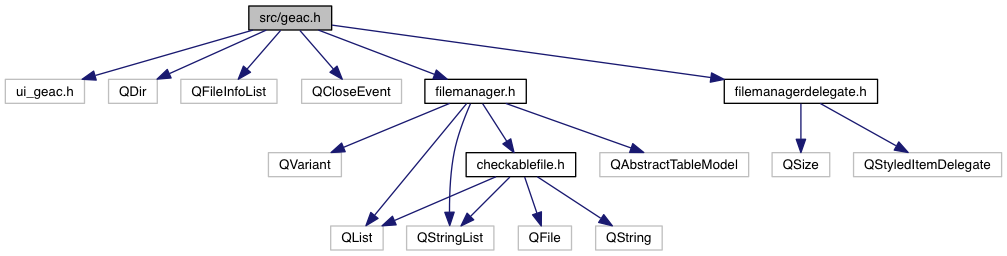 src/geac.h
ui_geac.h
QDir
QFileInfoList
QCloseEvent
filemanager.h
filemanagerdelegate.h
QVariant
checkablefile.h
QAbstractTableModel
QSize
QStyledItemDelegate
QList
QStringList
QFile
QString